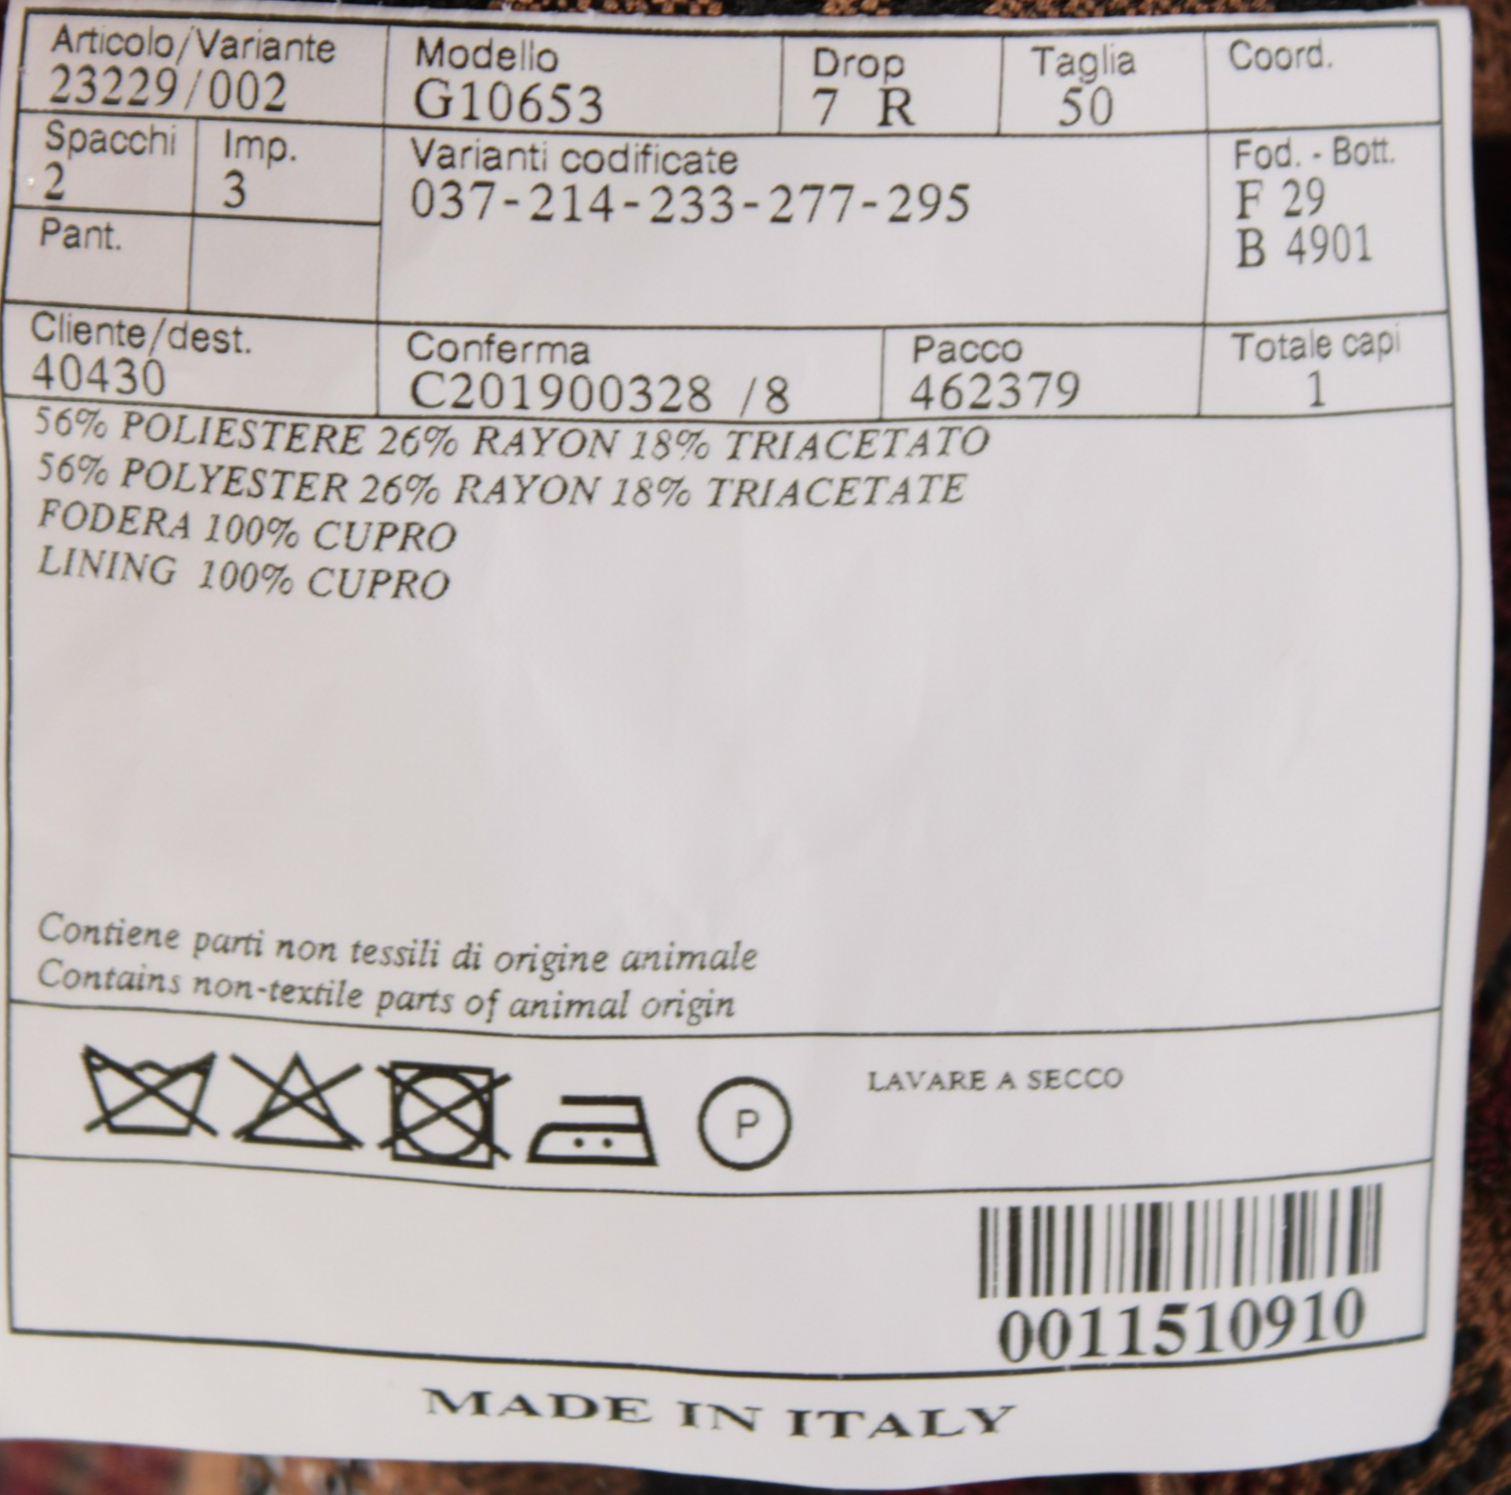 Articolo/Variante Modello Drop Taglia Coord.
23229/002 G10653 7 R 50
Spacchi Imp. Varianti codificate Fod. - Bott.
2 3 037-214-233-277-295 F 29
Pant. B 4901
Cliente/dest. Conferma Pacco Totale capi
40430 C201900328 /8 462379 1
56% POLIESTERE 26% RAYON 18% TRIACETATO
56% POLYESTER 26% RAYON 18% TRIACETATE
FODERA 100% CUPRO
LINING 100% CUPRO
Contiene parti non tessili di origine animale
Contains non-textile parts of animal origin
P LAVARE A SECCO
0011510910
MADE IN ITALY